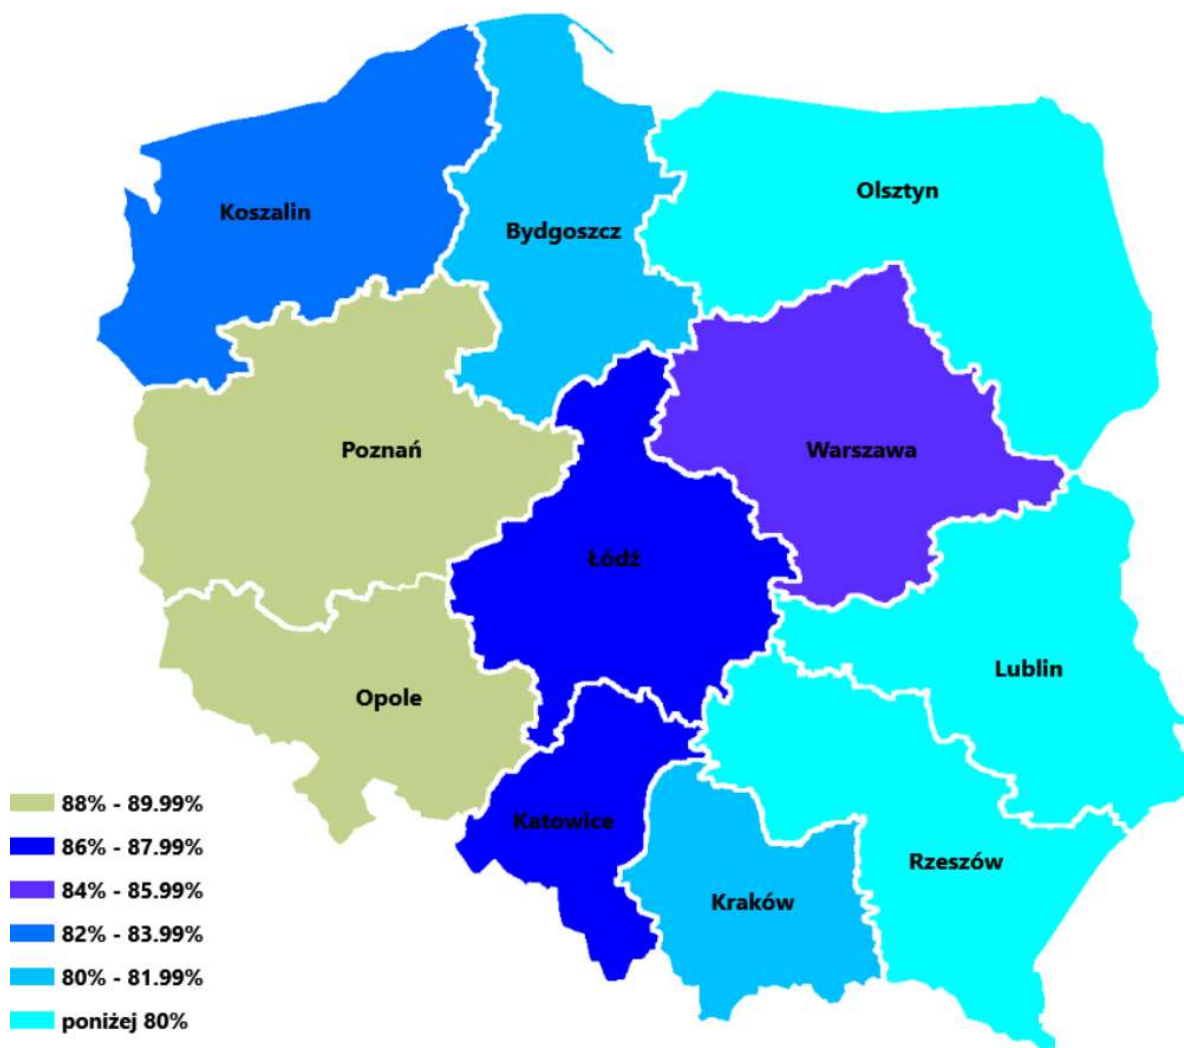 Olsztyn
Koszalin
Bydgoszcz
Poznań
Warszawa
Łódź
Lublin
Opole
88% - 89.99%
86% - 87.99%
84% - 85.99%
82% - 83.99%
80% - 81.99%
poniżej 80%
Katowice
Rzeszów
Kraków